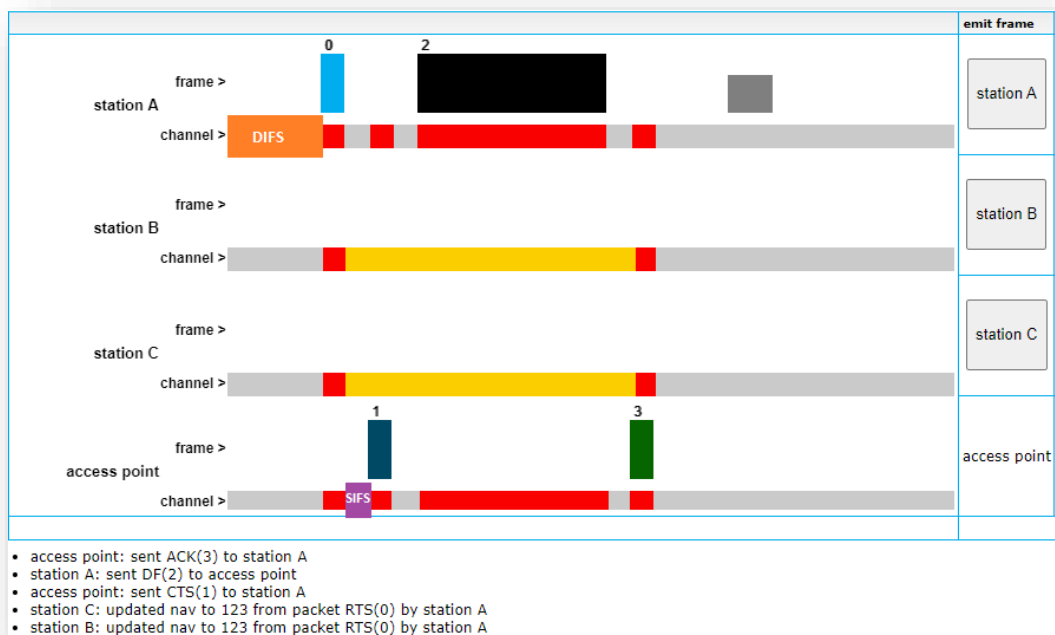 emit frame
0
2
frame >
station A
channel >
DIFS
station A
frame >
station B
channel >
station B
frame >
station C
channel >
station C
1
3
frame >
access point
channel >
SIFS
access point
• access point: sent ACK(3) to station A
• station A: sent DF(2) to access point
• access point: sent CTS(1) to station A
• station C: updated nav to 123 from packet RTS(0) by station A
• station B: updated nav to 123 from packet RTS(0) by station A